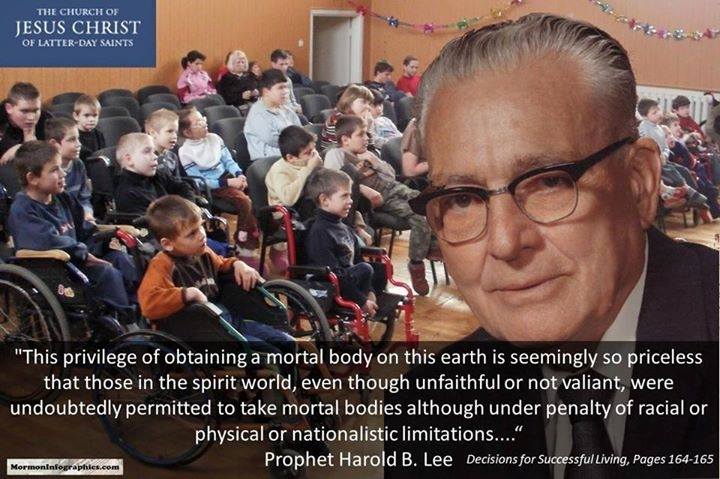 THE CHURCH OF
JESUS CHRIST
OF LATTER-DAY SAINTS
"This privilege of obtaining a mortal body on this earth is seemingly so priceless
that those in the spirit world, even though unfaithful or not valiant, were
undoubtedly permitted to take mortal bodies although under penalty of racial or
physical or nationalistic limitations...."
Prophet Harold B. Lee Decisions for Successful Living, Pages 164-165
MormonInfographics.com